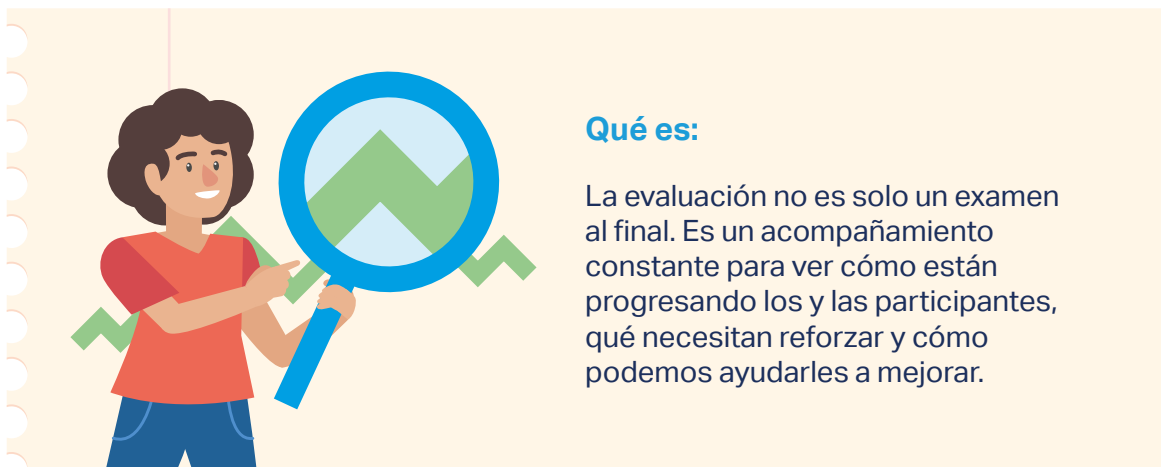 Qué es:
La evaluación no es solo un examen
al final. Es un acompañamiento
constante para ver cómo están
progresando los y las participantes,
qué necesitan reforzar y cómo
podemos ayudarles a mejorar.